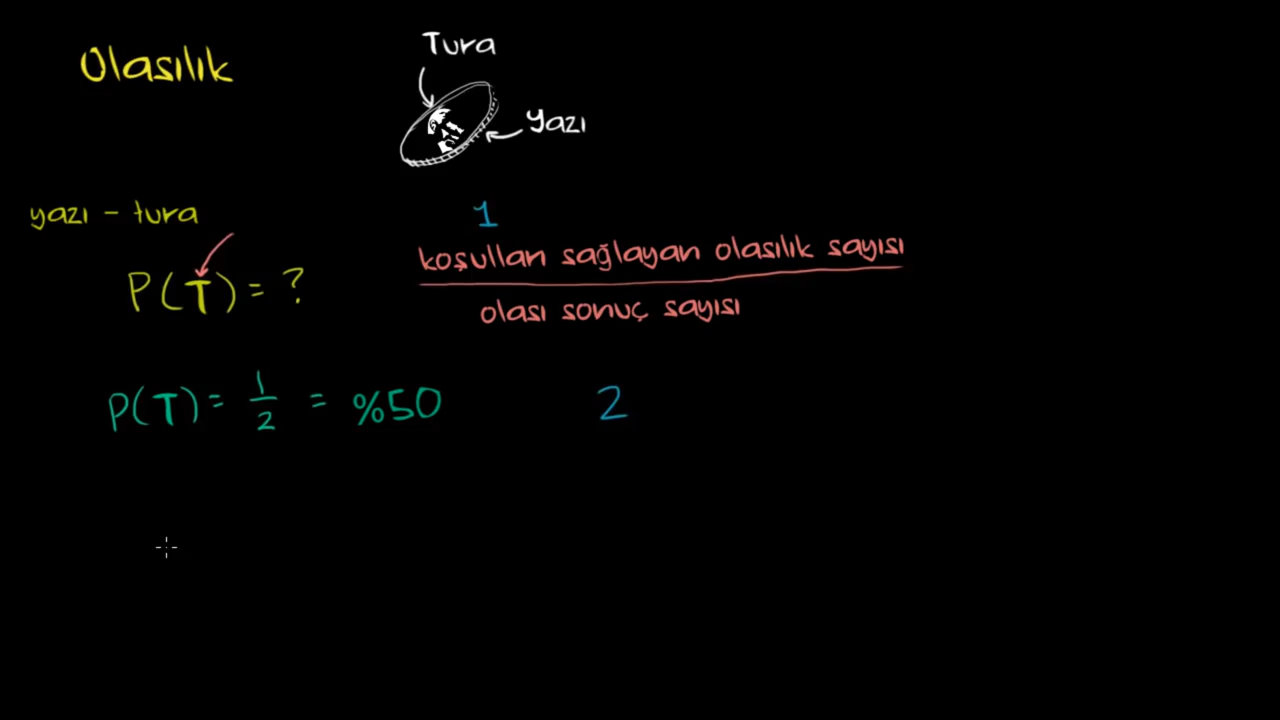 Olasılık
Tura
Yazı
yazı - tura
1
koşulları sağlayan olasılık sayısı
olası sonuç sayısı
P(T) = ?
P(T) = 1/2 = %50
2